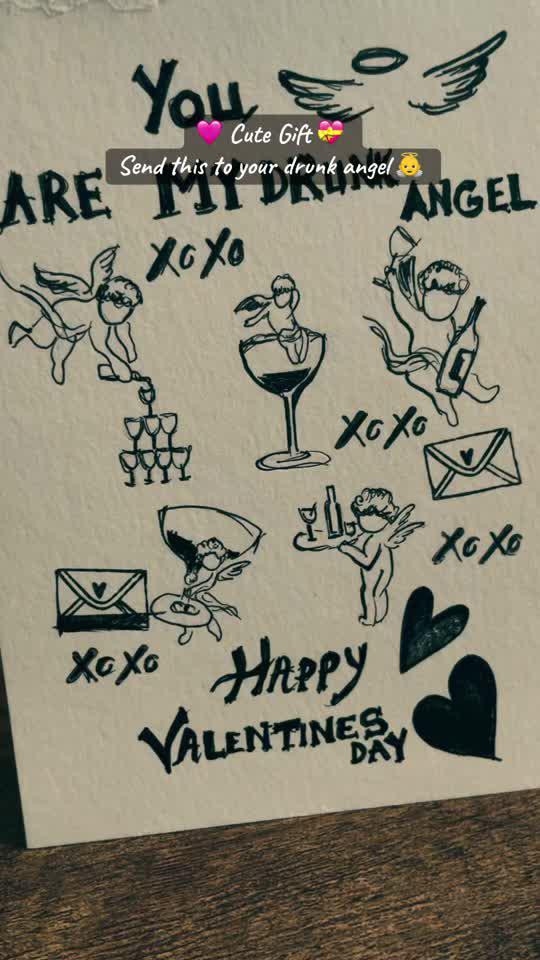 YOU
💗 Cute Gift 💝
Send this to your drunk angel 👼
ARE MY DRUNK ANGEL
XOXO
XOXO
XOXO
XOXO
HAPPY
VALENTINES
DAY